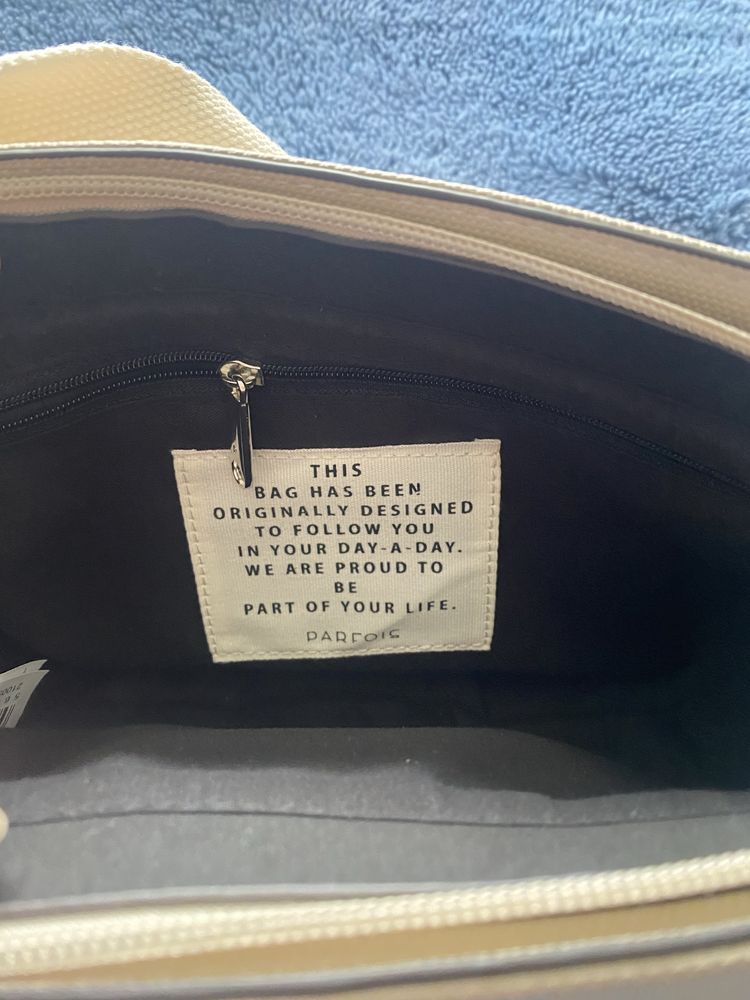 THIS
BAG HAS BEEN
ORIGINALLY DESIGNED
TO FOLLOW YOU
IN YOUR DAY-A-DAY.
WE ARE PROUD TO
BE
PART OF YOUR LIFE.
PARFOIS